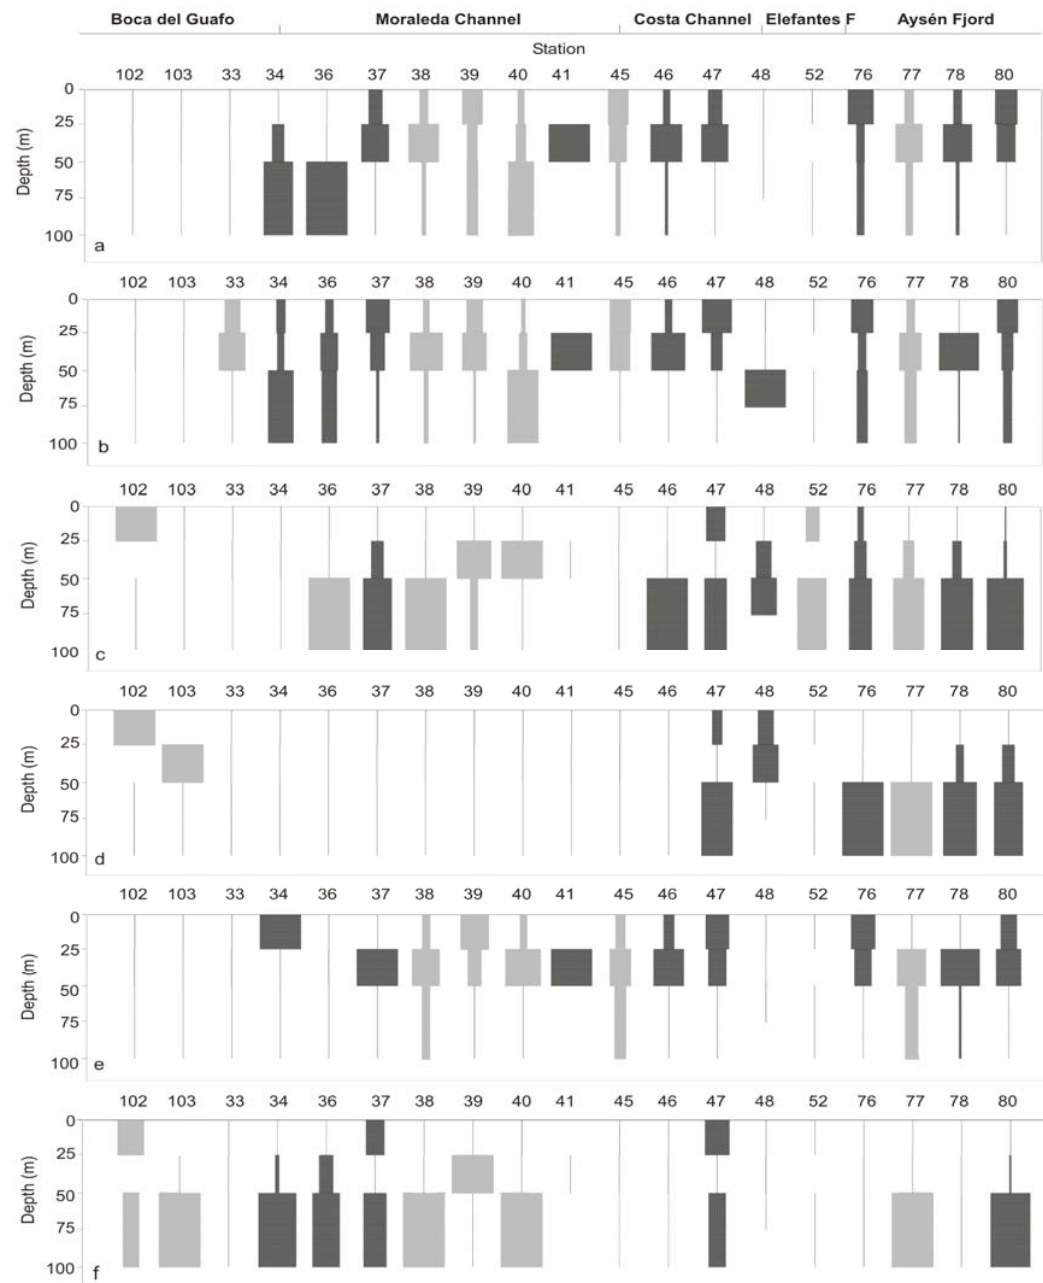 Boca del Guafo Moraleda Channel Costa Channel Elefantes F Aysén Fjord
Station
102 103 33 34 36 37 38 39 40 41 45 46 47 48 52 76 77 78 80
0
25
50
75
100
Depth (m)
a
102 103 33 34 36 37 38 39 40 41 45 46 47 48 52 76 77 78 80
0
25
50
75
100
Depth (m)
b
102 103 33 34 36 37 38 39 40 41 45 46 47 48 52 76 77 78 80
0
25
50
75
100
Depth (m)
c
102 103 33 34 36 37 38 39 40 41 45 46 47 48 52 76 77 78 80
0
25
50
75
100
Depth (m)
d
102 103 33 34 37 38 39 40 41 45 46 47 48 52 76 77 78 80
0
25
50
75
100
Depth (m)
e
102 103 33 34 36 37 38 39 40 41 45 46 47 48 52 76 77 78 80
0
25
50
75
100
Depth (m)
f